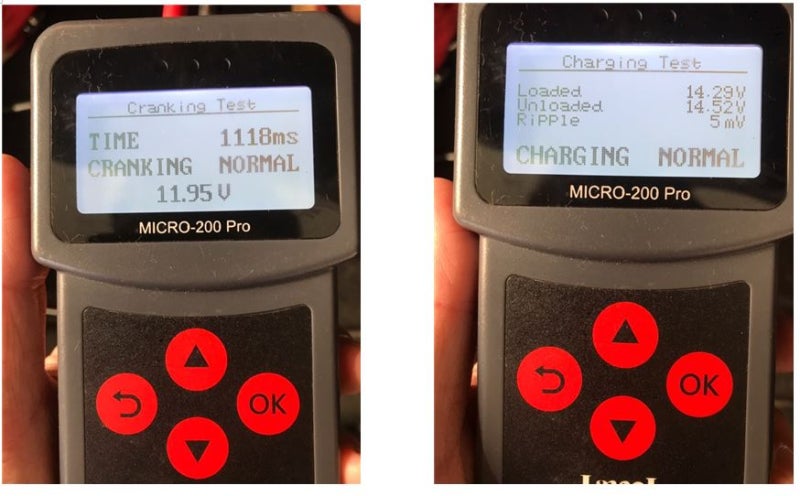 Cranking Test
TIME 1118ms
CRANKING NORMAL
11.95 V
MICRO-200 Pro
OK
Charging Test
Loaded 14.29V
Unloaded 14.52V
RiPPle 5mV
CHARGING NORMAL
MICRO-200 Pro
OK